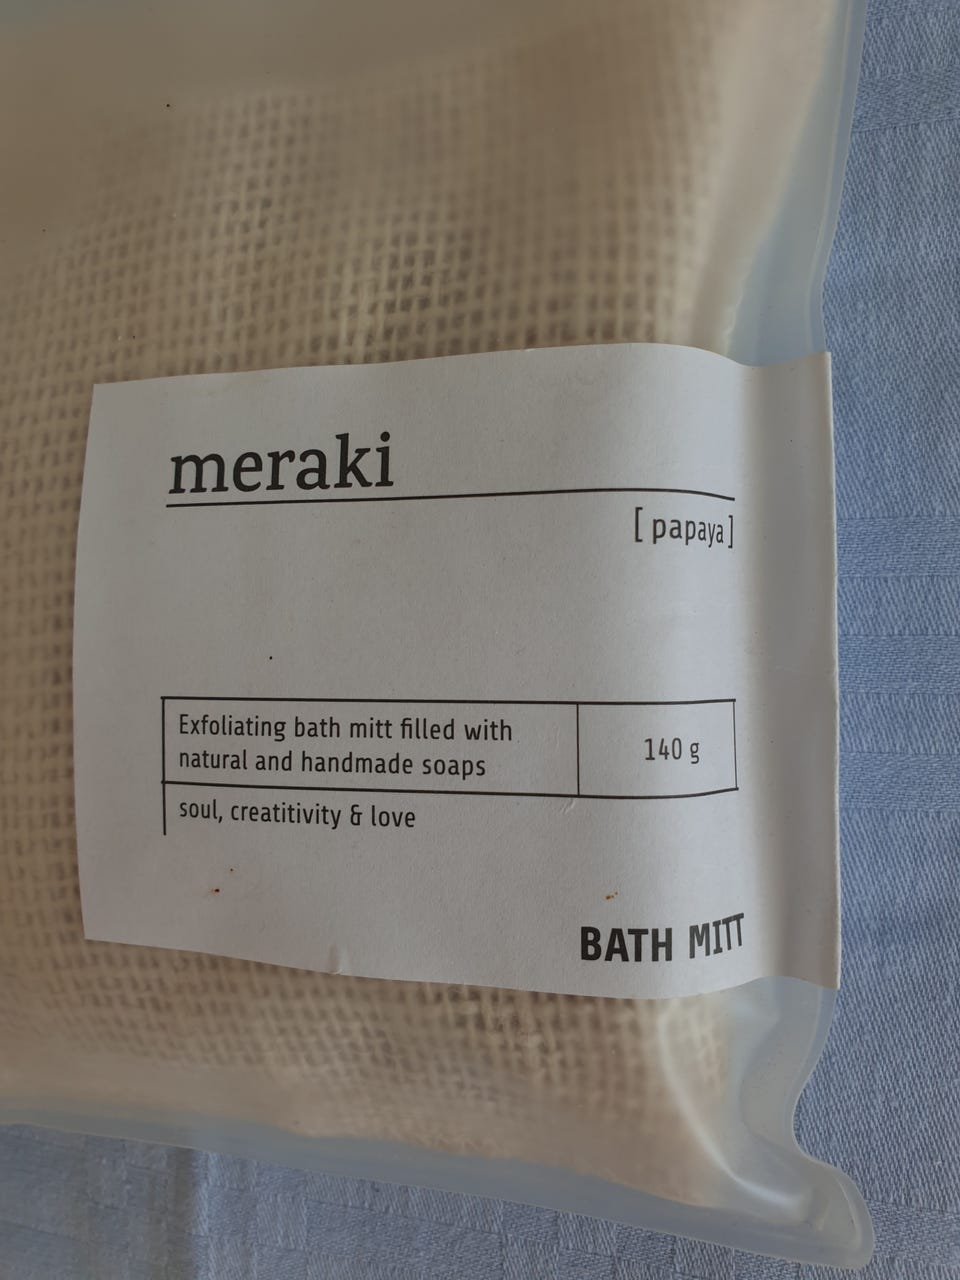 meraki
[ papaya ]
Exfoliating bath mitt filled with
natural and handmade soaps
140 g
soul, creatitivity & love
BATH MITT